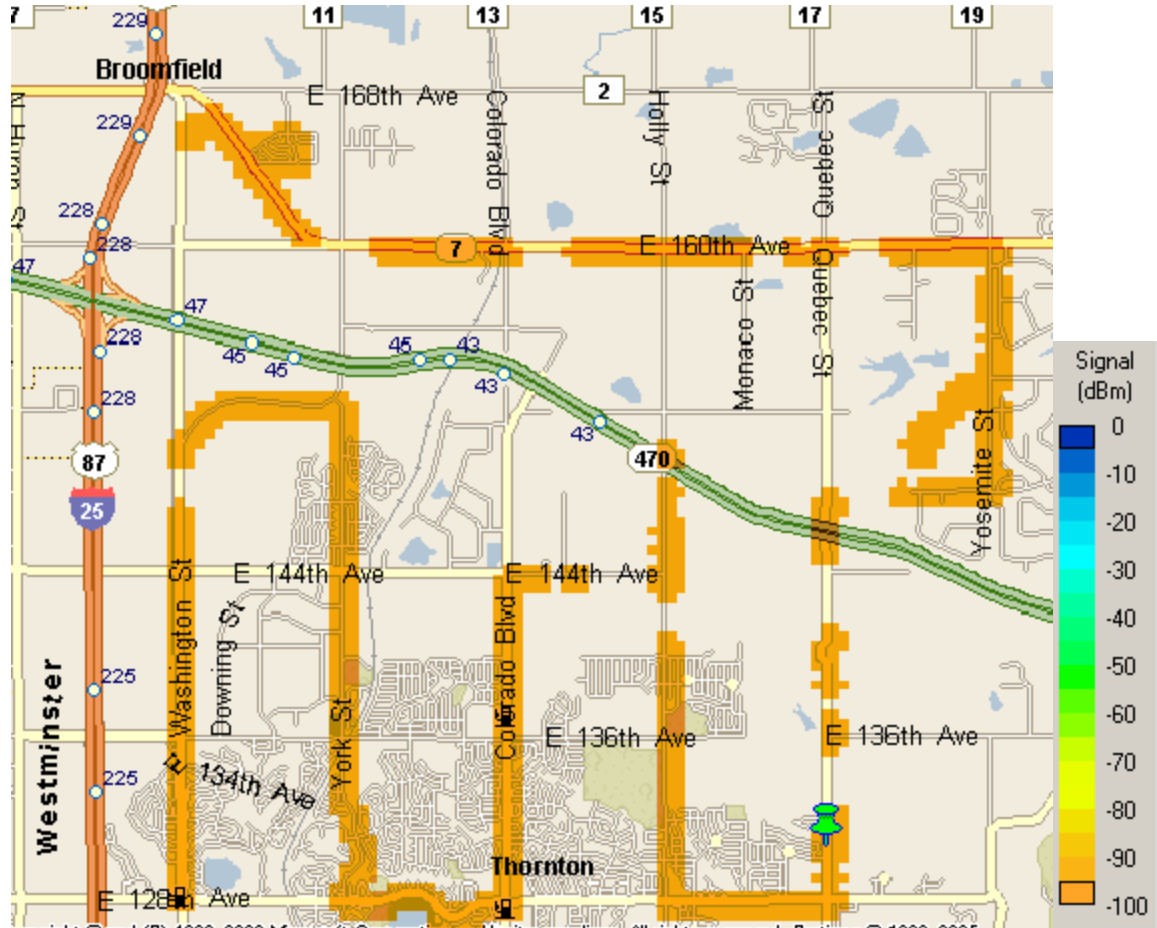 7
11
13
15
17
19
229
Broomfield
E 168th Ave
2
229
N Huron St
Colorado Blvd
Holly St
Quebec St
228
228
7
E 160th Ave
47
47
Quebec St
Monaco St
228
45
45
45
43
43
228
43
87
470
25
Yosemite St
E 144th Ave
E 144th Ave
Washington St
Downing St
Colorado Blvd
Westminster
225
York St
E 136th Ave
E 136th Ave
E 134th Ave
225
Thornton
E 128th Ave
Signal
(dBm)
0
-10
-20
-30
-40
-50
-60
-70
-80
-90
-100